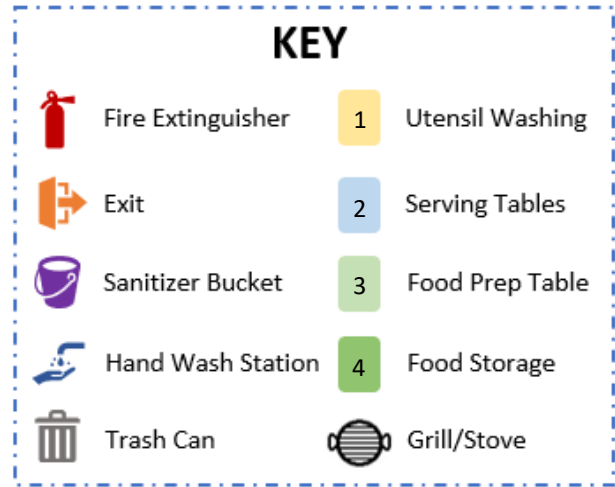 KEY
Fire Extinguisher
1 Utensil Washing
Exit
2 Serving Tables
Sanitizer Bucket
3 Food Prep Table
Hand Wash Station
4 Food Storage
Trash Can
Grill/Stove